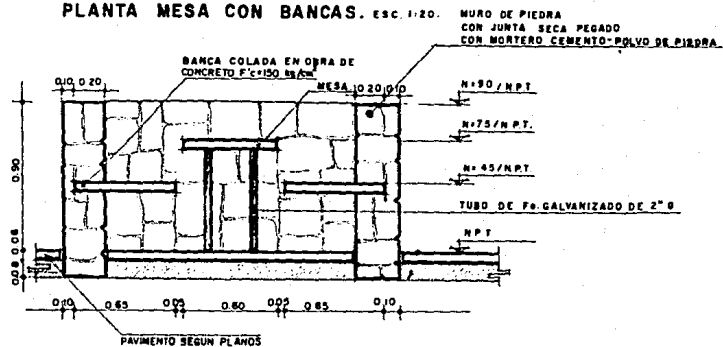 PLANTA MESA CON BANCAS. ESC. 1:20.
MURO DE PIEDRA
CON JUNTA SECA PEGADO
CON MORTERO CEMENTO-POLVO DE PIEDRA
BANCA COLADA EN OBRA DE
CONCRETO F'c=150 kg/cm²
MESA
0.10 0.20
0.20 0.10
N=90/N.P.T.
N=75/N.P.T.
N=45/N.P.T.
TUBO DE Fo. GALVANIZADO DE 2" Ø
N P T
0.90
0.08
0.10 0.65 0.05 0.60 0.05 0.65 0.10
PAVIMENTO SEGUN PLANOS